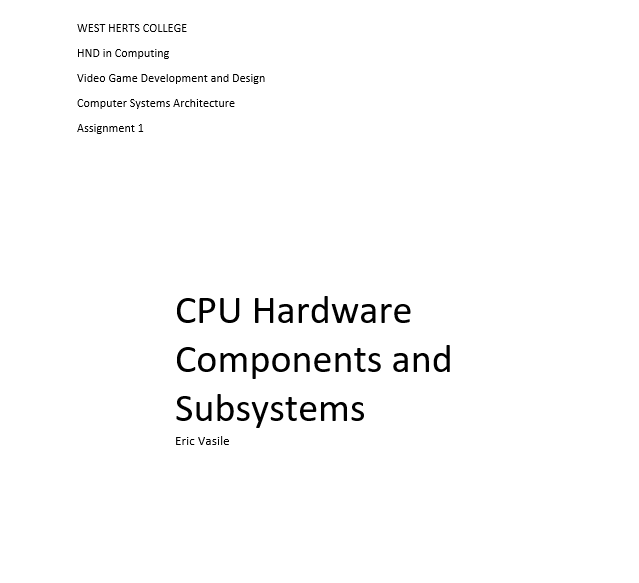 WEST HERTS COLLEGE
HND in Computing
Video Game Development and Design
Computer Systems Architecture
Assignment 1
CPU Hardware
Components and
Subsystems
Eric Vasile